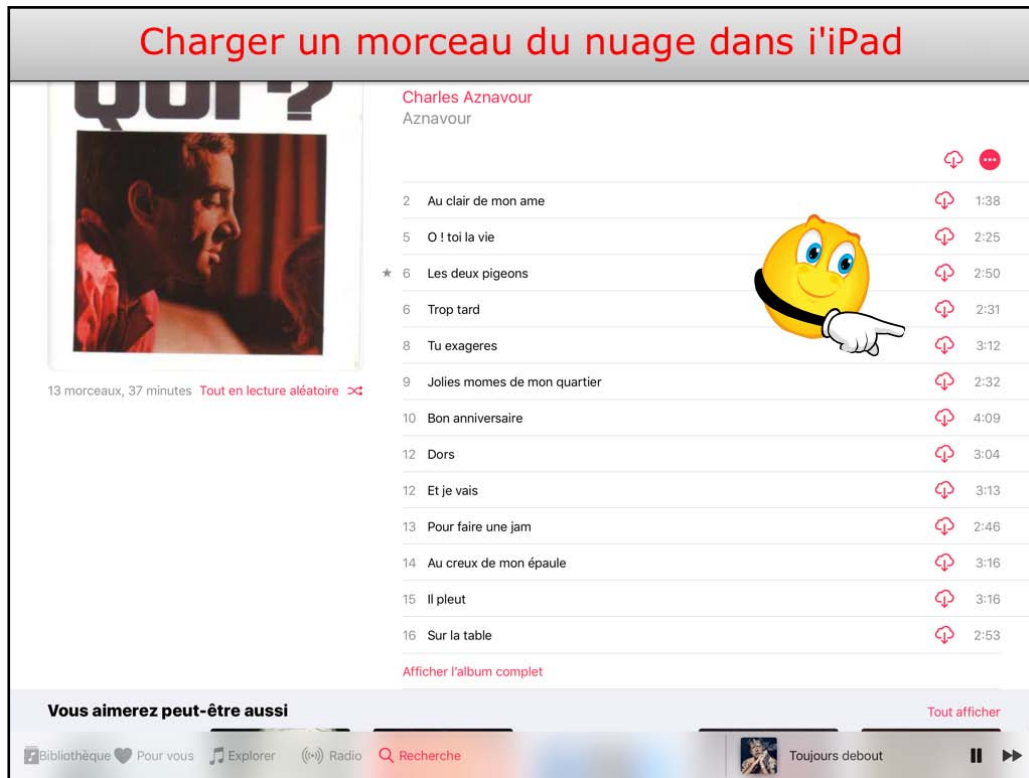 Charger un morceau du nuage dans i'iPad
QUI ?
Charles Aznavour
Aznavour
2 Au clair de mon ame 1:38
5 O ! toi la vie 2:25
★ 6 Les deux pigeons 2:50
6 Trop tard 2:31
8 Tu exageres 3:12
9 Jolies momes de mon quartier 2:32
10 Bon anniversaire 4:09
12 Dors 3:04
12 Et je vais 3:13
13 Pour faire une jam 2:46
14 Au creux de mon épaule 3:16
15 Il pleut 3:16
16 Sur la table 2:53
13 morceaux, 37 minutes Tout en lecture aléatoire
Afficher l'album complet
Vous aimerez peut-être aussi Tout afficher
Bibliothèque Pour vous Explorer Radio Recherche Toujours debout